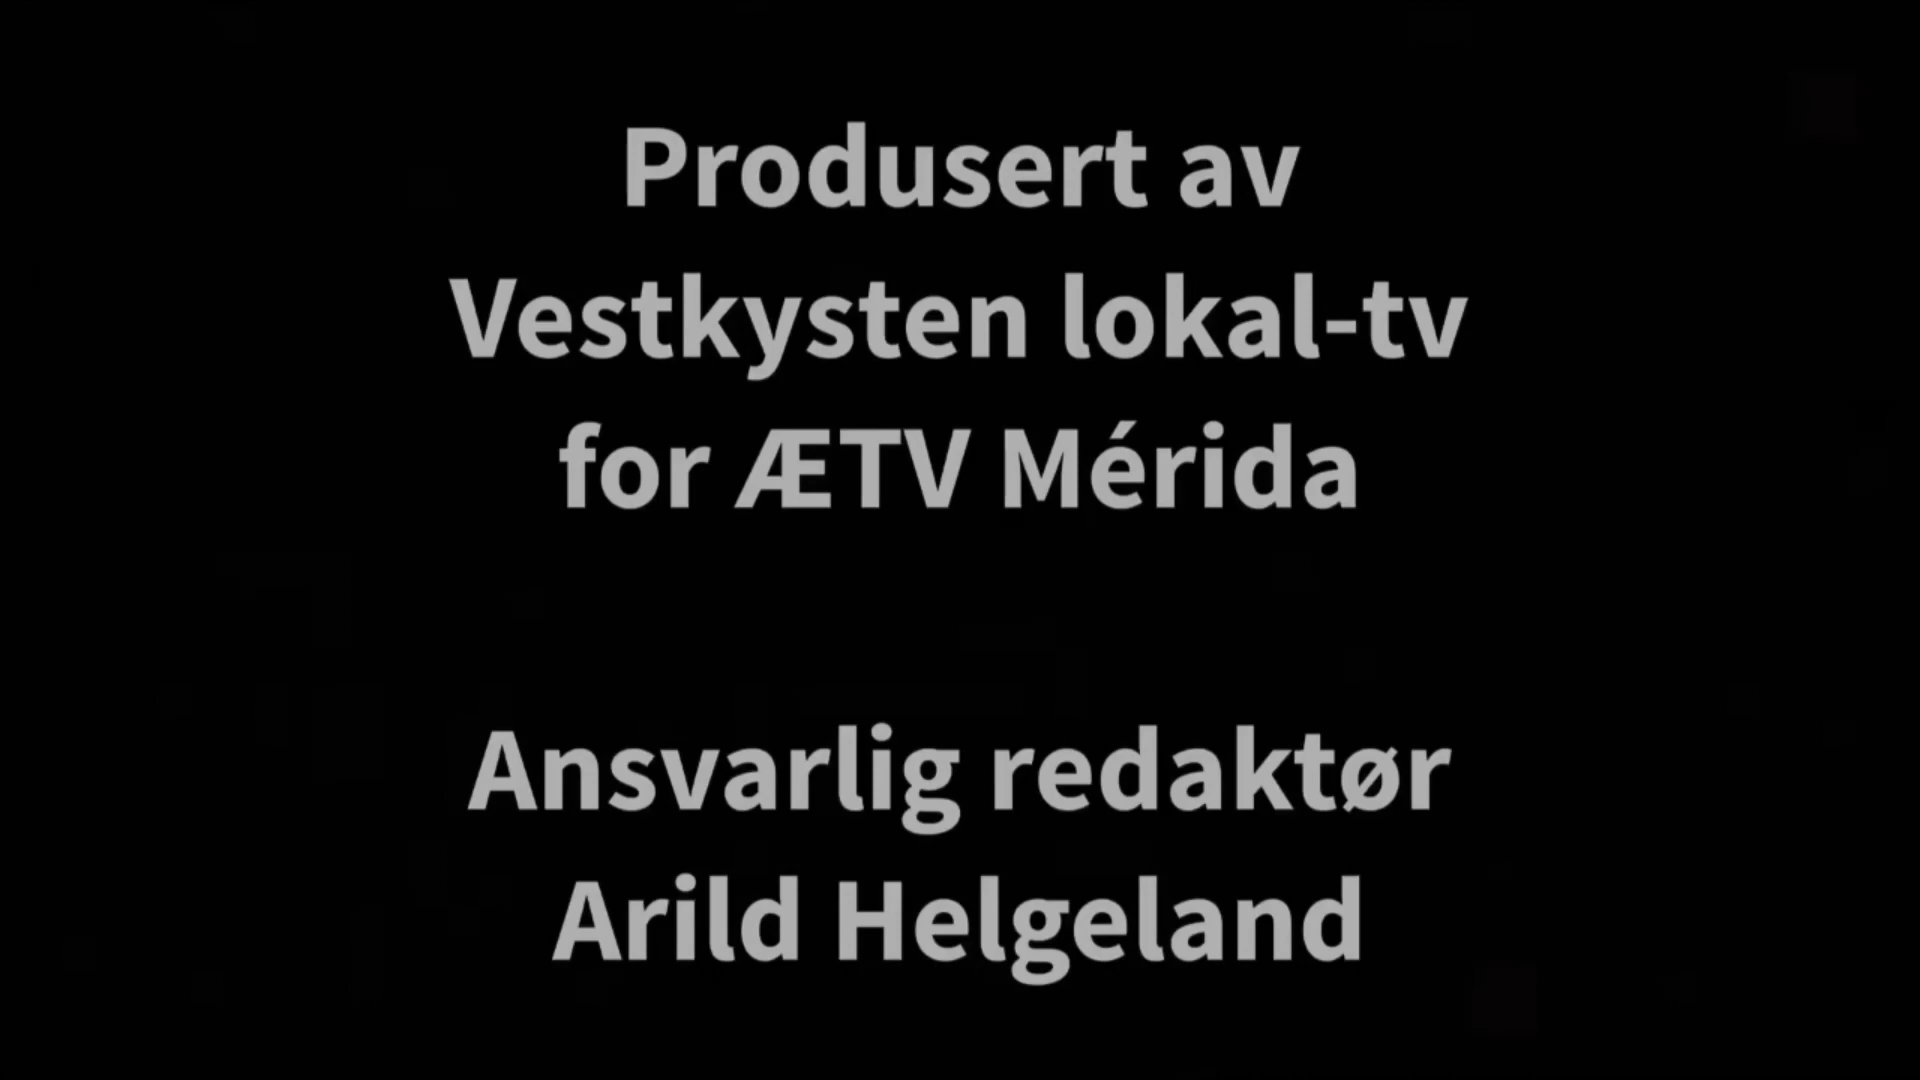 Produsert av
Vestkysten lokal-tv
for ÆTV Mérida
Ansvarlig redaktør
Arild Helgeland